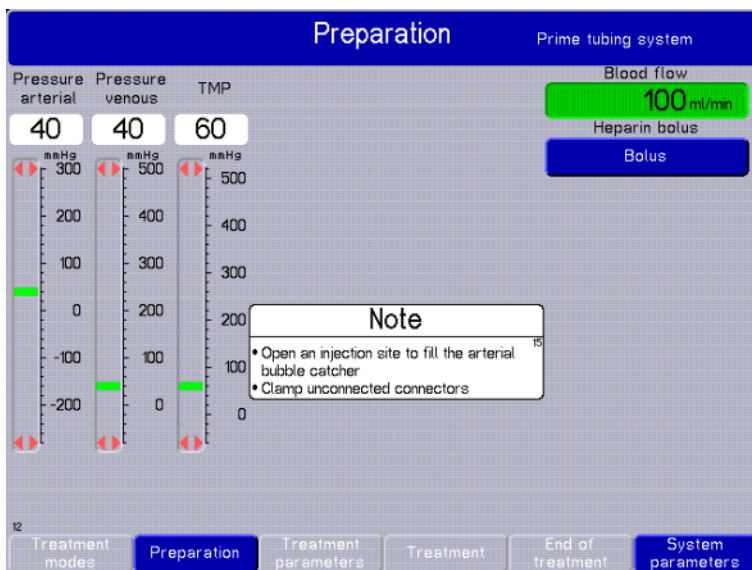 Preparation
Prime tubing system
Pressure arterial
Pressure venous
TMP
40
40
60
mmHg
300
200
100
0
-100
-200
mmHg
500
400
300
200
100
0
500
400
300
200
100
0
Blood flow
100 ml/min
Heparin bolus
Bolus
Note
15
• Open an injection site to fill the arterial
bubble catcher
• Clamp unconnected connectors
12
Treatment modes
Preparation
Treatment parameters
Treatment
End of treatment
System parameters